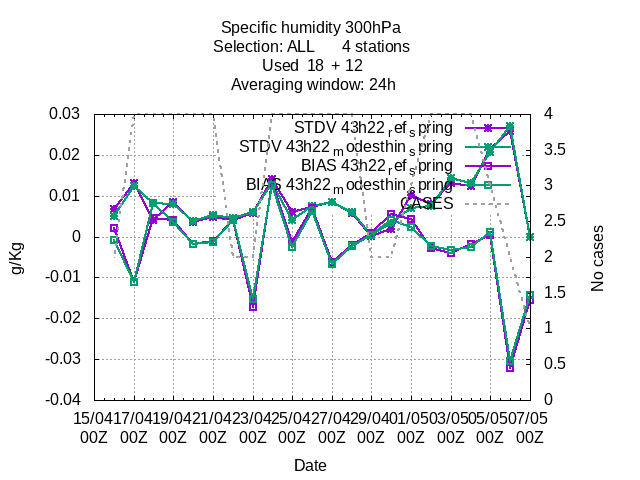 Specific humidity 300hPa
Selection: ALL 4 stations
Used 18 + 12
Averaging window: 24h
0.03
0.02
0.01
0
-0.01
-0.02
-0.03
-0.04
g/Kg
4
3.5
3
2.5
2
1.5
1
0.5
0
No cases
STDV 43h22_ref_spring
STDV 43h22_modesthin_spring
BIAS 43h22_ref_spring
BIAS 43h22_modesthin_spring
CASES
15/04 17/04 19/04 21/04 23/04 25/04 27/04 29/04 01/05 03/05 05/05 07/05
00Z 00Z 00Z 00Z 00Z 00Z 00Z 00Z 00Z 00Z 00Z 00Z
Date